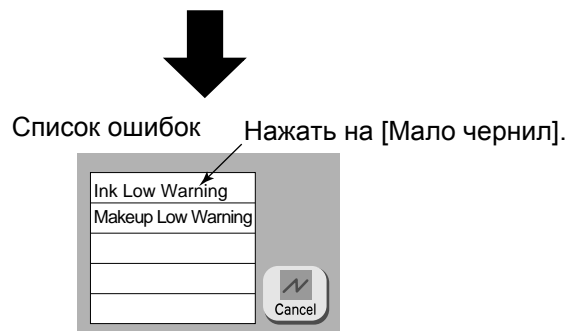 Список ошибок
Нажать на [Мало чернил].
Ink Low Warning
Makeup Low Warning
Cancel